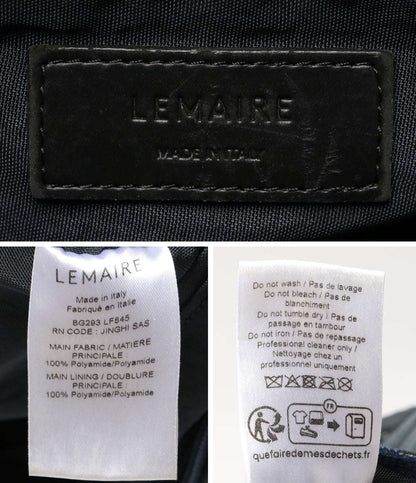 LEMAIRE
MADE IN ITALY
LEMAIRE
Made in Italy
Fabriqué en Italie
BG293 LF845
RN CODE : JINGHI SAS
MAIN FABRIC / MATIÈRE
PRINCIPALE
100% Polyamide/Polyamide
MAIN LINING / DOUBLURE
PRINCIPALE
100% Polyamide/Polyamide
Do not wash / Pas de lavage
Do not bleach / Pas de
blanchiment
Do not tumble dry / Pas de
passage en tambour
Do not iron / Pas de repassage
Professional cleaner only /
Nettoyage chez un
professionnel uniquement
FR
quefairedemesdechets.fr